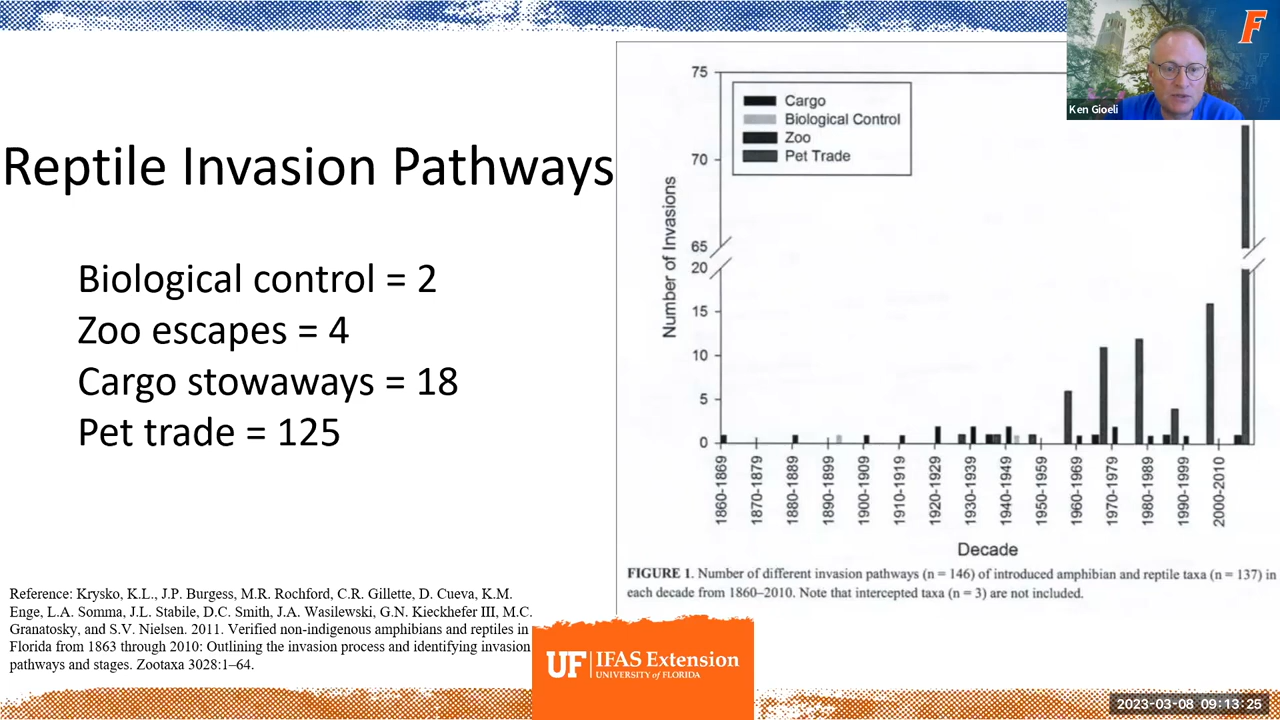 Reptile Invasion Pathways
Biological control = 2
Zoo escapes = 4
Cargo stowaways = 18
Pet trade = 125
Reference: Krysko, K.L., J.P. Burgess, M.R. Rochford, C.R. Gillette, D. Cueva, K.M.
Enge, L.A. Somma, J.L. Stabile, D.C. Smith, J.A. Wasilewski, G.N. Kieckhefer III, M.C.
Granatosky, and S.V. Nielsen. 2011. Verified non-indigenous amphibians and reptiles in
Florida from 1863 through 2010: Outlining the invasion process and identifying invasion
pathways and stages. Zootaxa 3028:1–64.
75
70
65
20
15
10
5
0
Number of Invasions
Cargo
Biological Control
Zoo
Pet Trade
1860-1869
1870-1879
1880-1889
1890-1899
1900-1909
1910-1919
1920-1929
1930-1939
1940-1949
1950-1959
1960-1969
1970-1979
1980-1989
1990-1999
2000-2010
Decade
FIGURE 1. Number of different invasion pathways (n = 146) of introduced amphibian and reptile taxa (n = 137) in
each decade from 1860–2010. Note that intercepted taxa (n = 3) are not included.
F
Ken Gioeli
UF IFAS Extension
UNIVERSITY of FLORIDA
2023-03-08 09:13:25